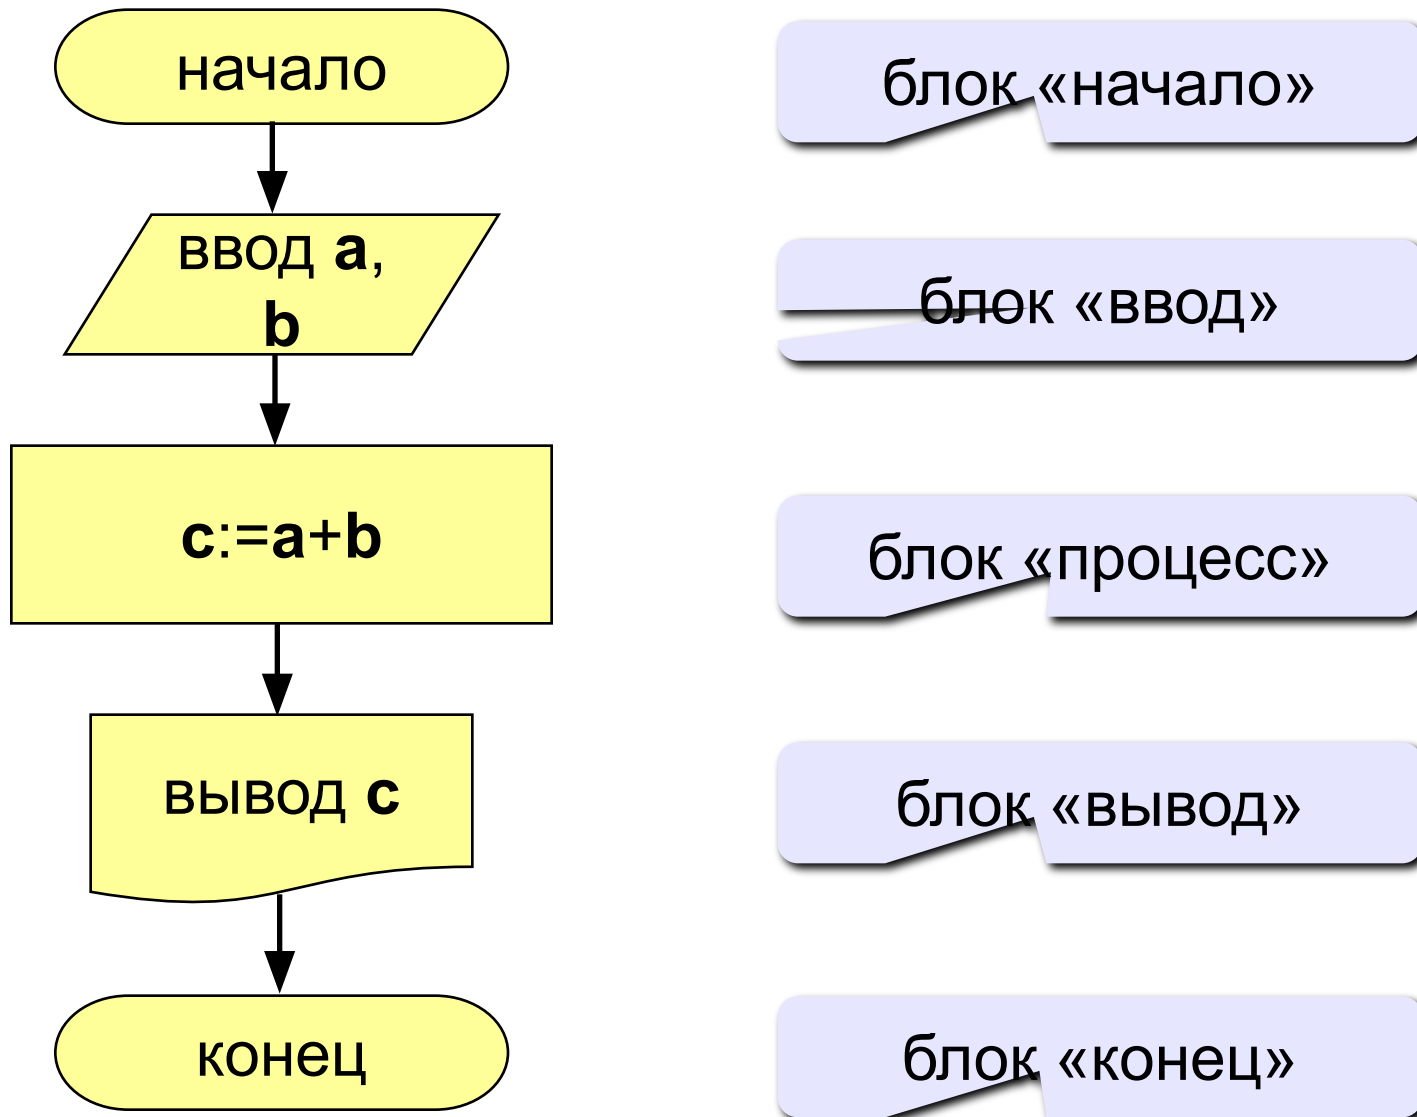 начало
блок «начало»
ввод a,
b
блок «ввод»
c:=a+b
блок «процесс»
вывод c
блок «вывод»
конец
блок «конец»